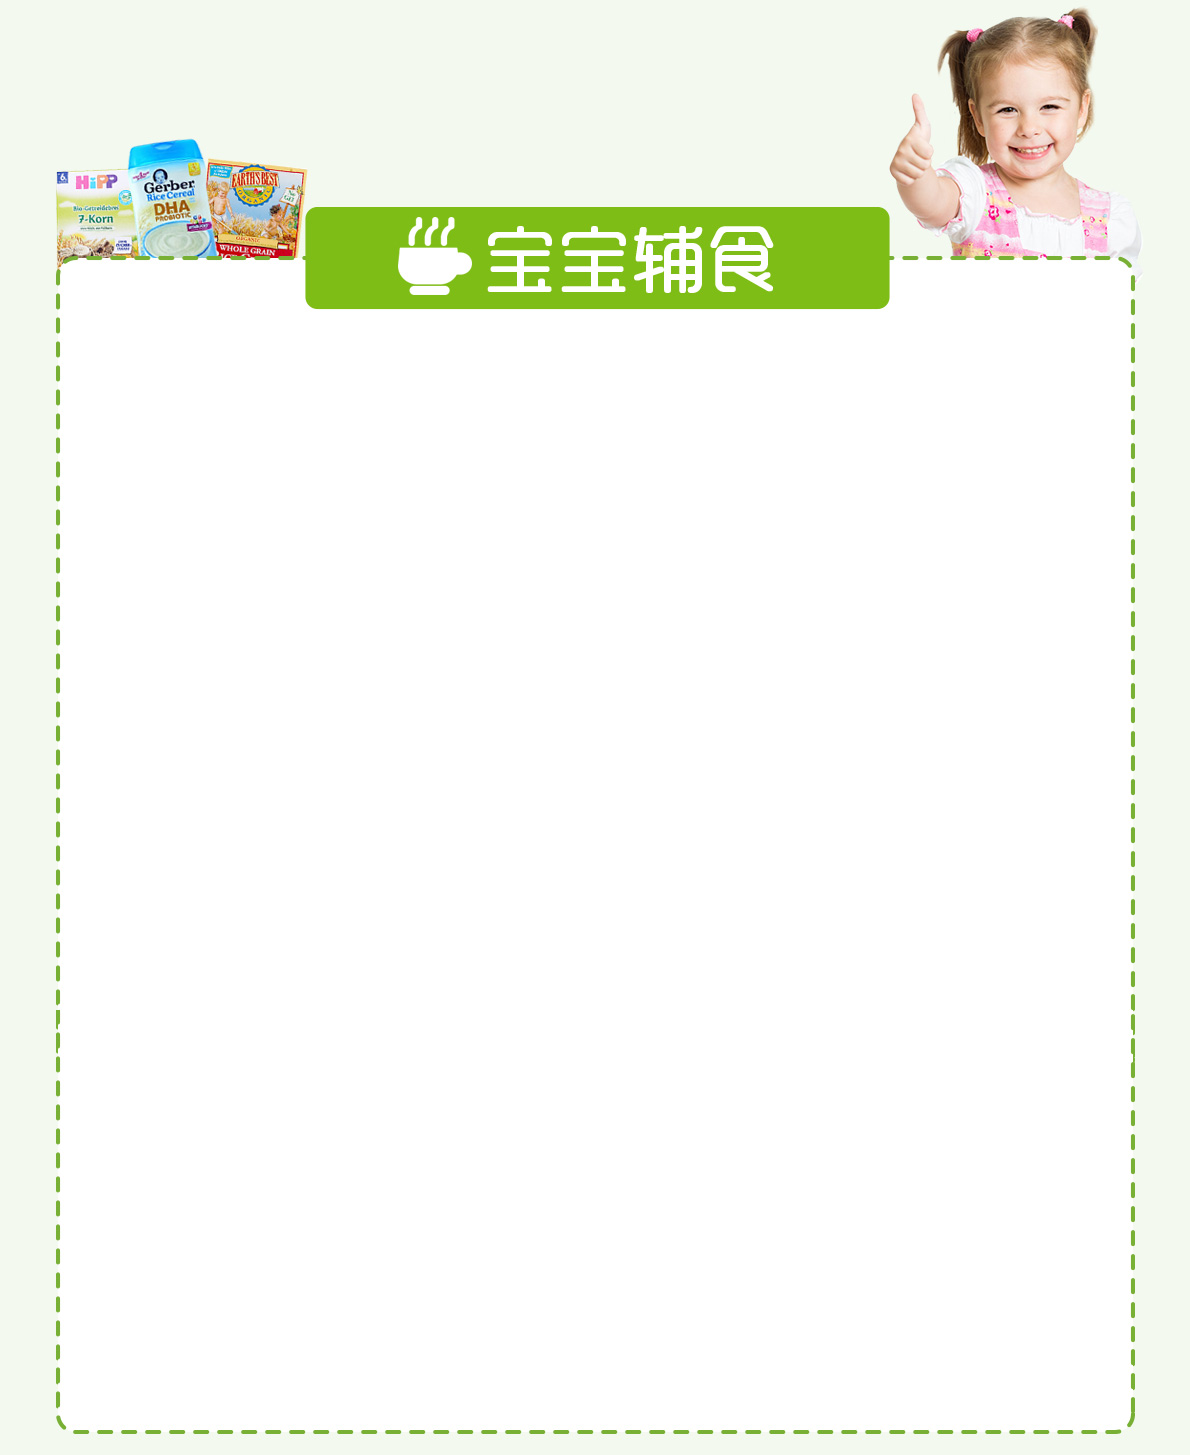 6.
HiPP
Bio-Getreidebrei
7-Korn
Gerber
Rice Cereal
DHA
PROBIOTIC
EARTH'S BEST
ORGANIC
ORGANIC
WHOLE GRAIN
宝宝辅食